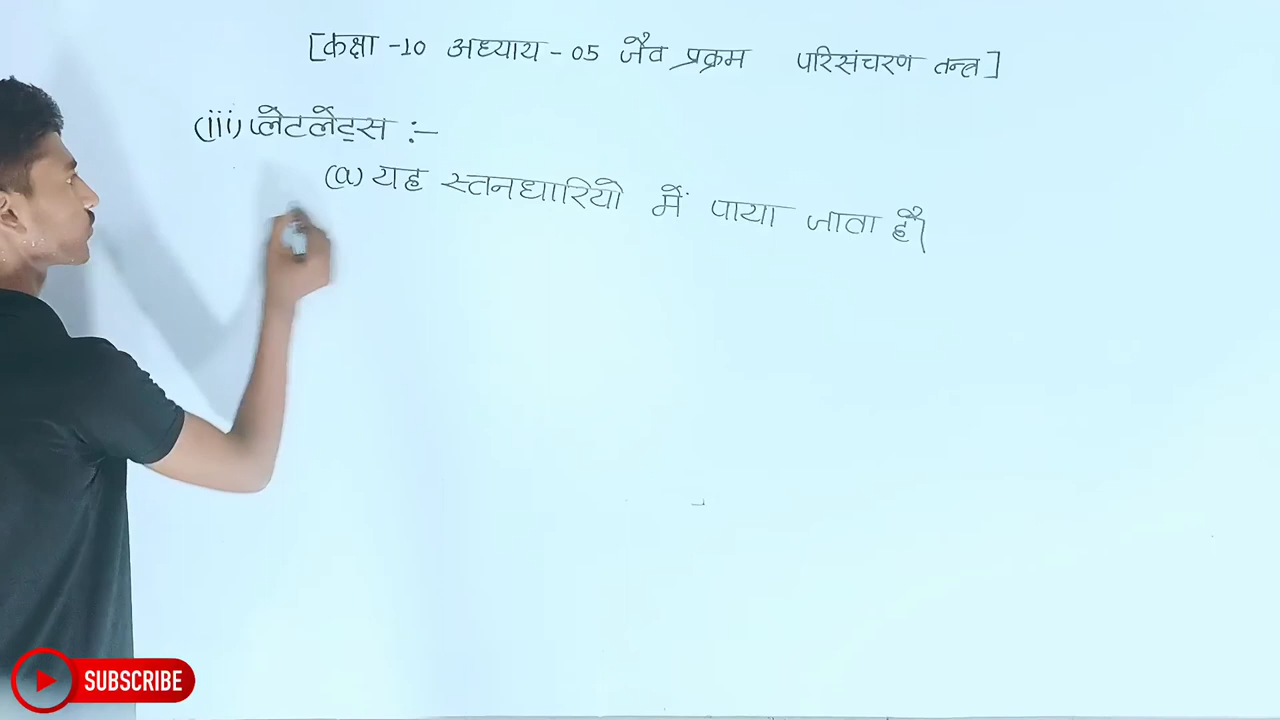 [कक्षा -10 अध्याय - 05 जैव प्रक्रम परिसंचरण तन्त्र]
(iii) प्लेटलेट्स :-
(a) यह स्तनधारियो में पाया जाता है।
SUBSCRIBE